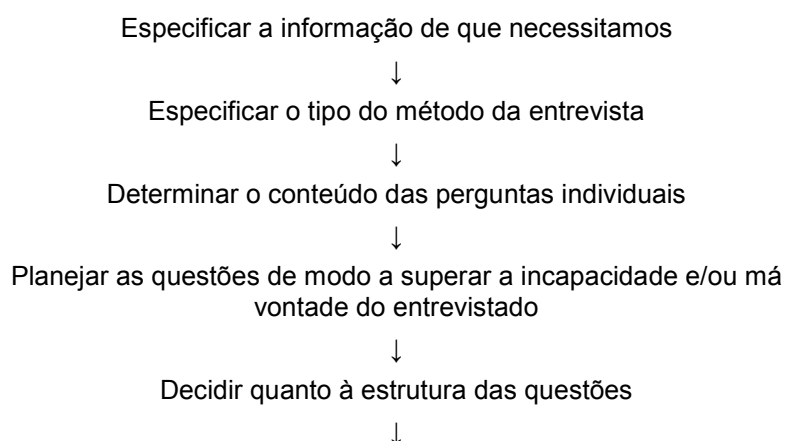 Especificar a informação de que necessitamos
↓
Especificar o tipo do método da entrevista
↓
Determinar o conteúdo das perguntas individuais
↓
Planejar as questões de modo a superar a incapacidade e/ou má
vontade do entrevistado
↓
Decidir quanto à estrutura das questões
↓